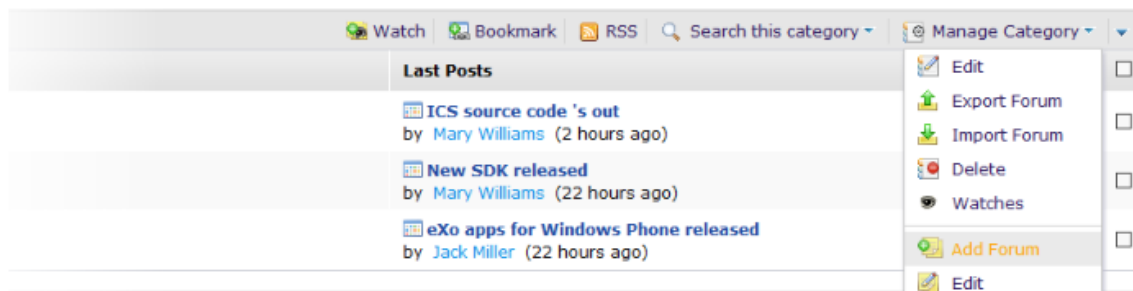 Watch Bookmark RSS Search this category Manage Category
Last Posts
ICS source code 's out
by Mary Williams (2 hours ago)
New SDK released
by Mary Williams (22 hours ago)
eXo apps for Windows Phone released
by Jack Miller (22 hours ago)
Edit
Export Forum
Import Forum
Delete
Watches
Add Forum
Edit